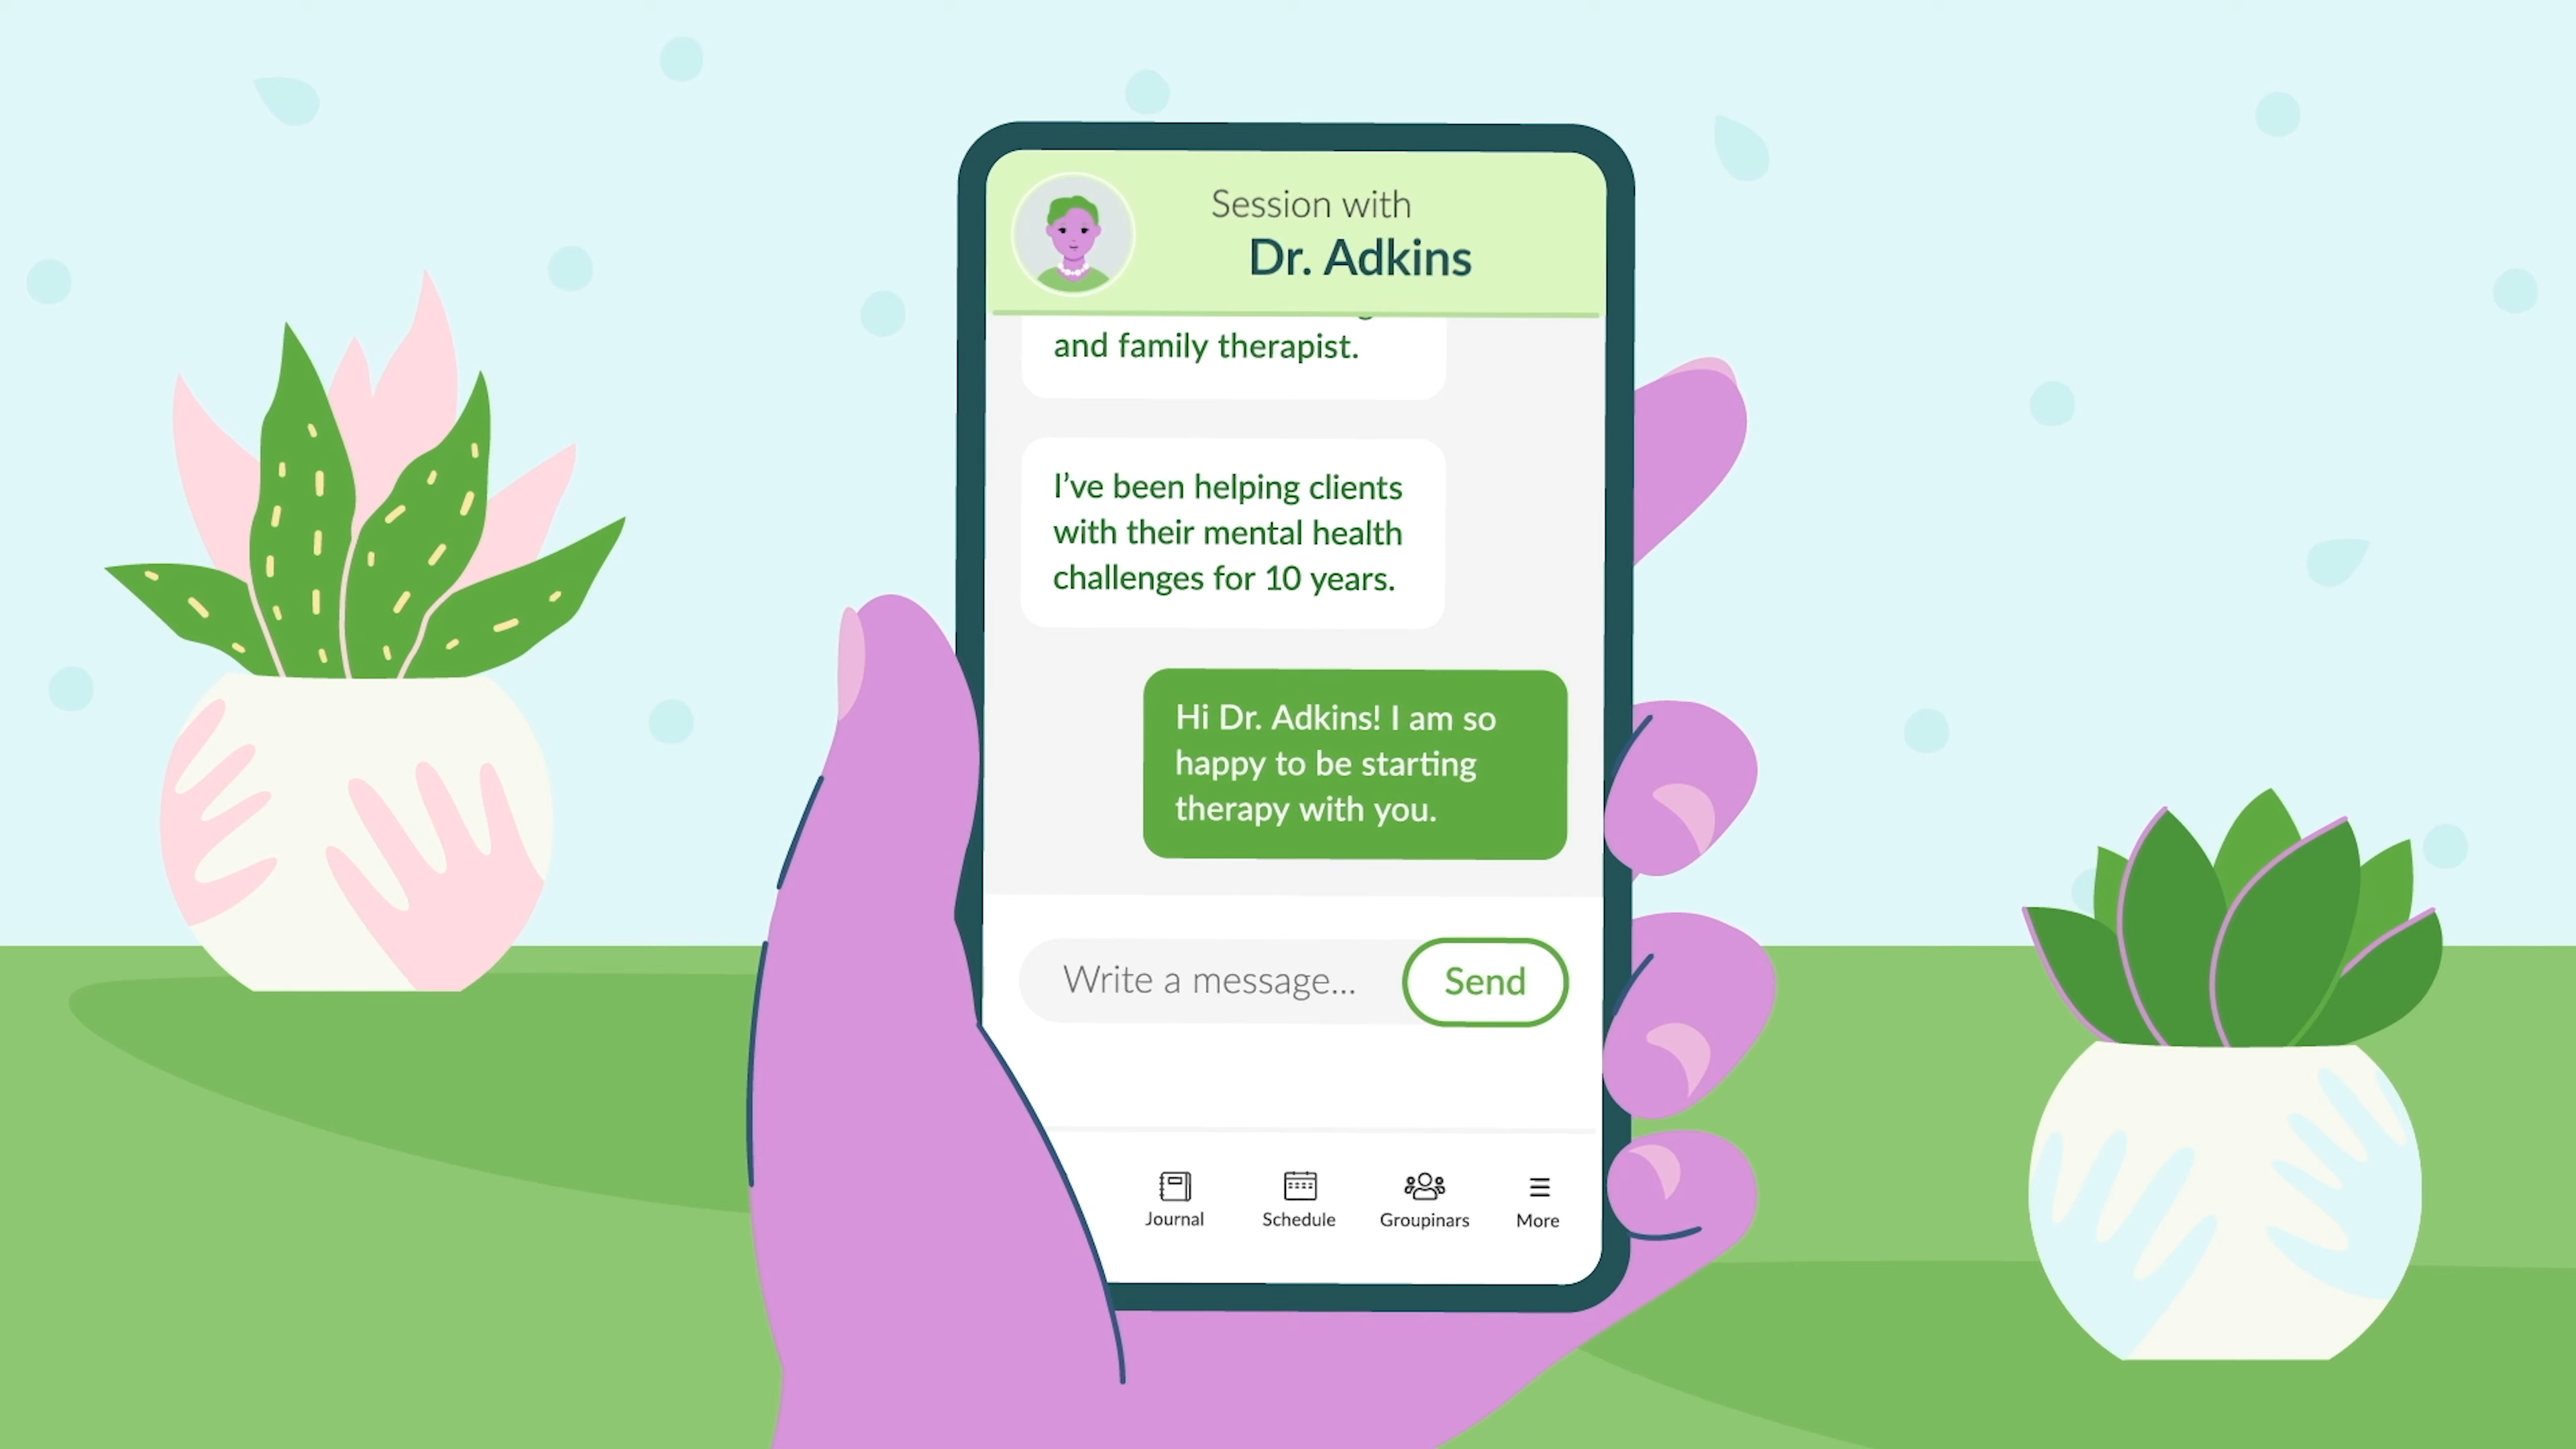 Session with
Dr. Adkins
and family therapist.
I've been helping clients
with their mental health
challenges for 10 years.
Hi Dr. Adkins! I am so
happy to be starting
therapy with you.
Write a message...
Send
Journal
Schedule
Groupinars
More